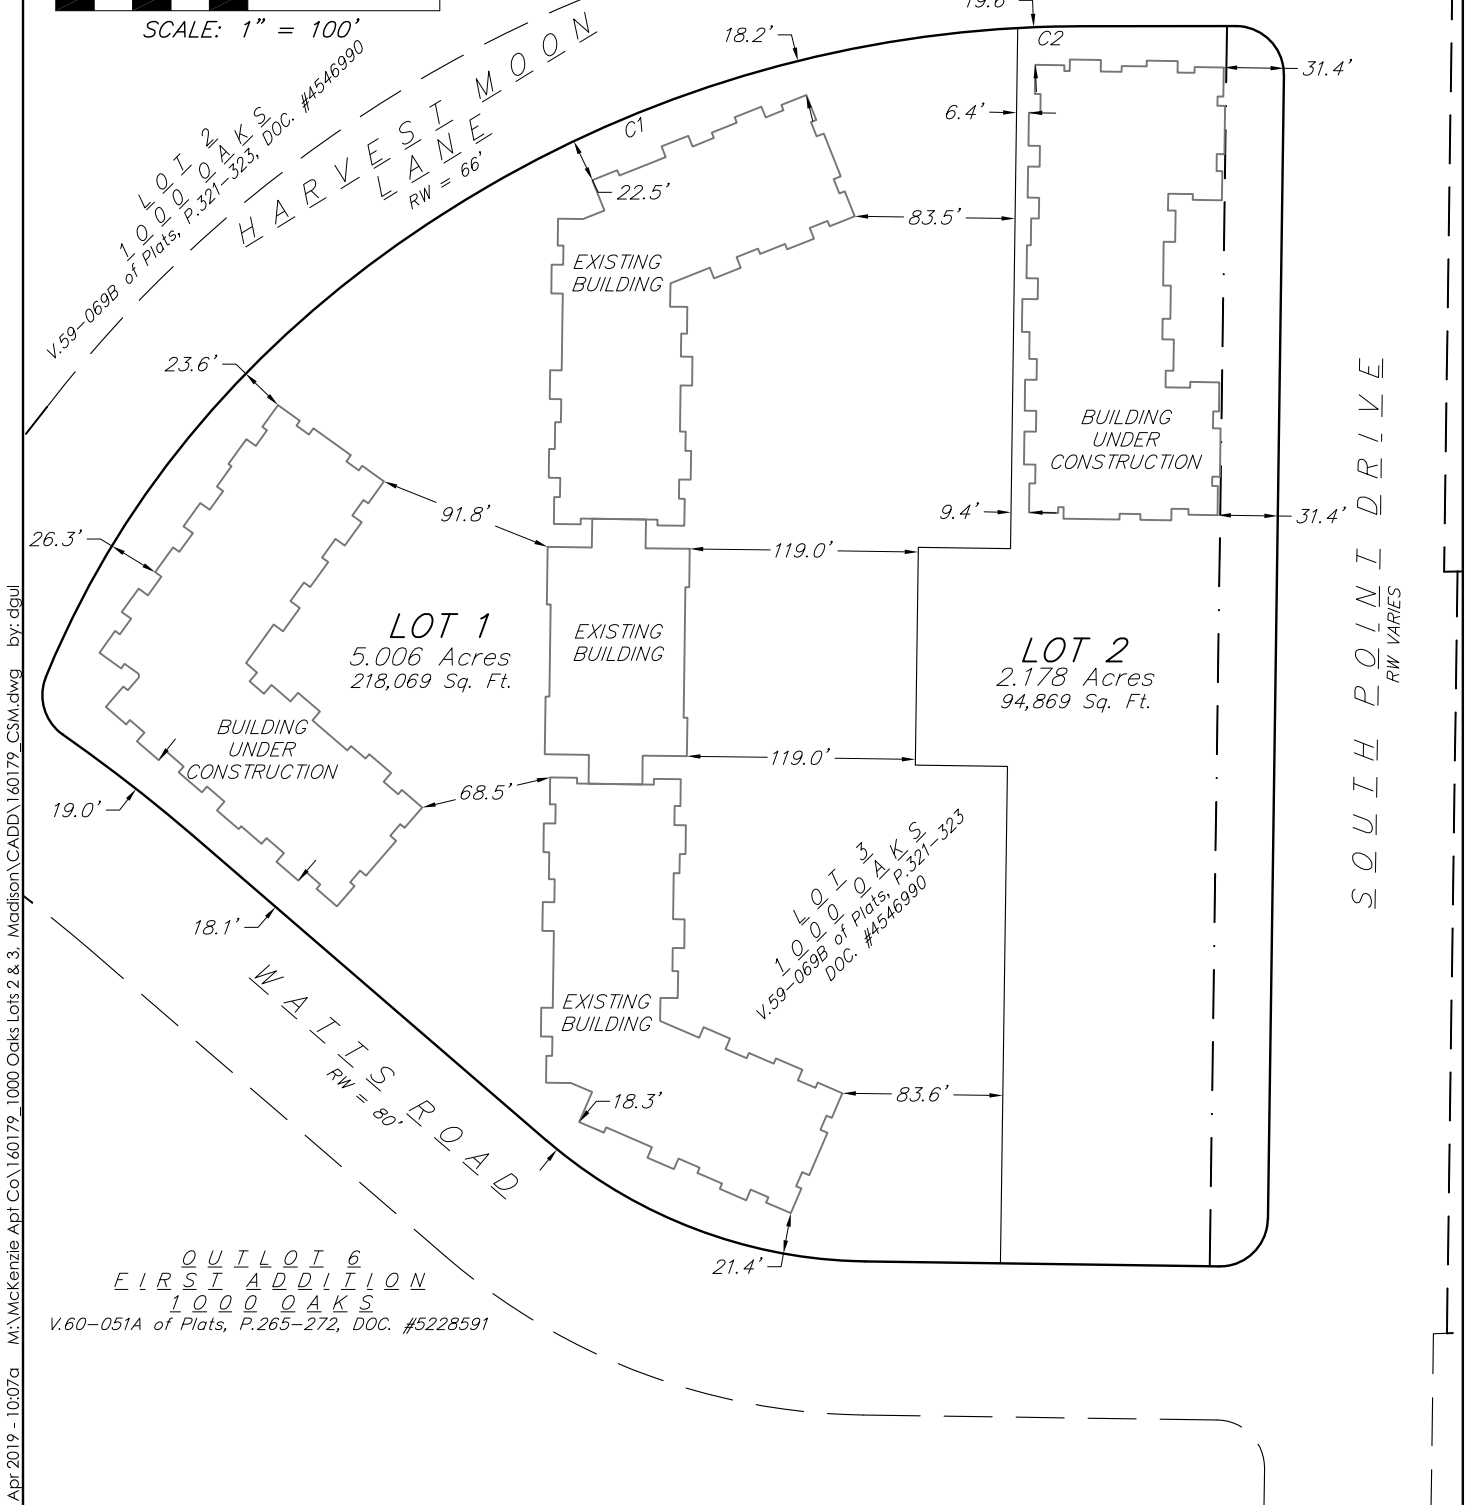 SCALE: 1" = 100'
19.6'
C2
18.2'
31.4'
6.4'
C1
LOT 2
1000 OAKS
V.59-069B of Plats, P.321-323, DOC. #4546990
HARVEST MOON
LANE
RW = 66'
22.5'
83.5'
EXISTING
BUILDING
23.6'
BUILDING
UNDER
CONSTRUCTION
91.8'
9.4'
31.4'
26.3'
119.0'
SOUTH POINT DRIVE
RW VARIES
LOT 1
5.006 Acres
218,069 Sq. Ft.
EXISTING
BUILDING
LOT 2
2.178 Acres
94,869 Sq. Ft.
BUILDING
UNDER
CONSTRUCTION
119.0'
68.5'
19.0'
LOT 3
1000 OAKS
V.59-069B of Plats, P.321-323
DOC. #4546990
18.1'
EXISTING
BUILDING
WATTS ROAD
RW = 80'
18.3'
83.6'
21.4'
OUTLOT 6
FIRST ADDITION
1000 OAKS
V.60-051A of Plats, P.265-272, DOC. #5228591
Apr 2019 - 10:07a M:\McKenzie Apt Co\160179_1000 Oaks Lots 2 & 3, Madison\CADD\160179_CSM.dwg by: dgul